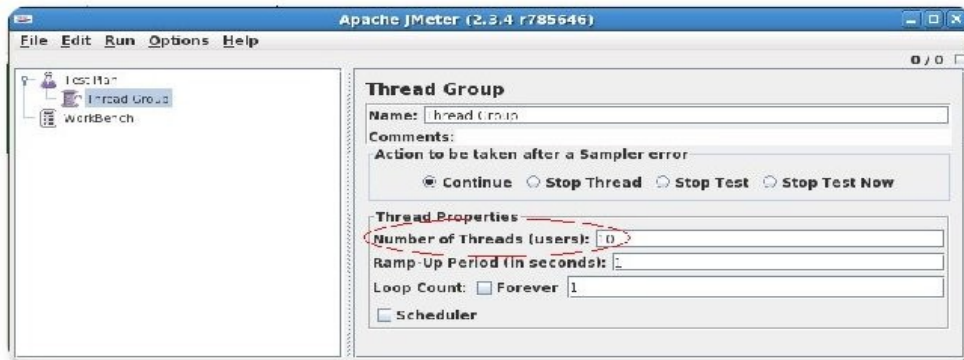 Apache JMeter (2.3.4 r785646)
File Edit Run Options Help
0 / 0
Test Plan
Thread Group
WorkBench
Thread Group
Name: Thread Group
Comments:
Action to be taken after a Sampler error
Continue Stop Thread Stop Test Stop Test Now
Thread Properties
Number of Threads (users): 10
Ramp-Up Period (in seconds): 1
Loop Count: Forever 1
Scheduler